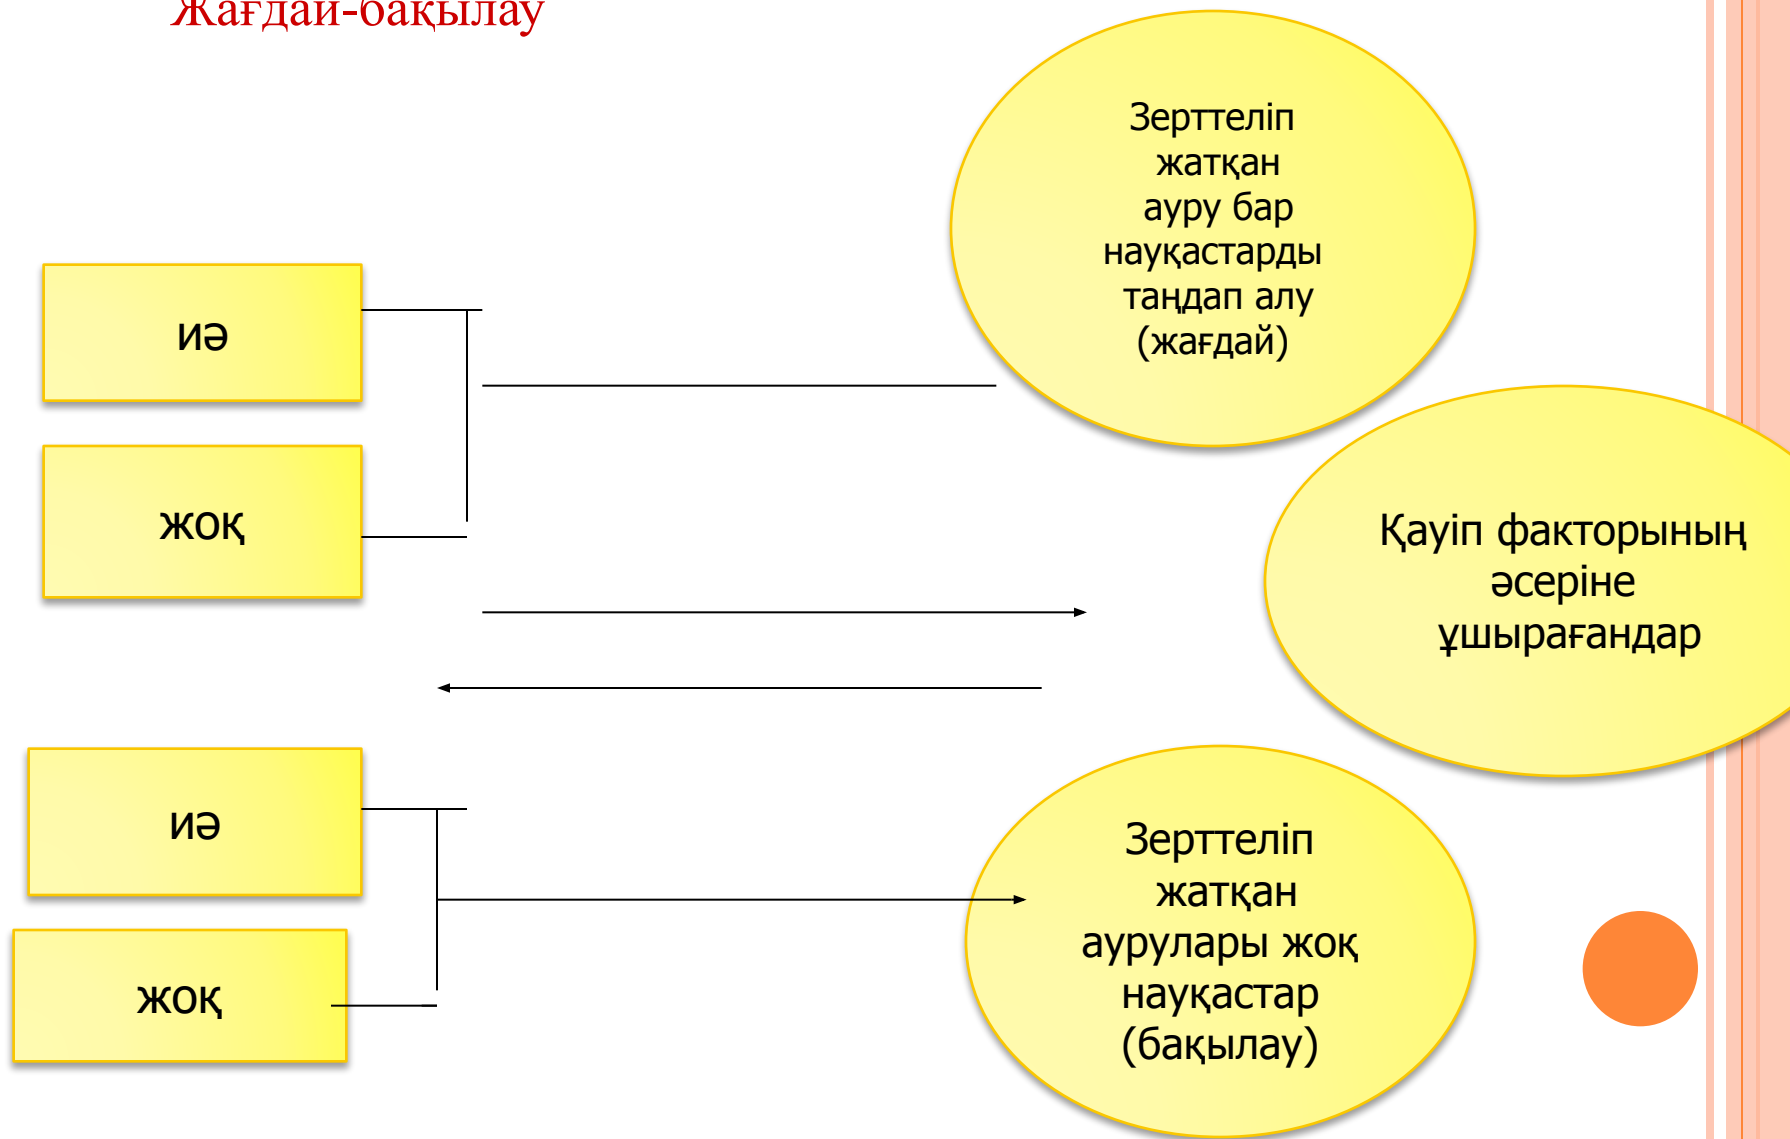 Жағдай-бақылау
Зерттеліп
жатқан
ауру бар
науқастарды
таңдап алу
(жағдай)
иә
жоқ
Қауіп факторының
әсеріне
ұшырағандар
иә
жоқ
Зерттеліп
жатқан
аурулары жоқ
науқастар
(бақылау)